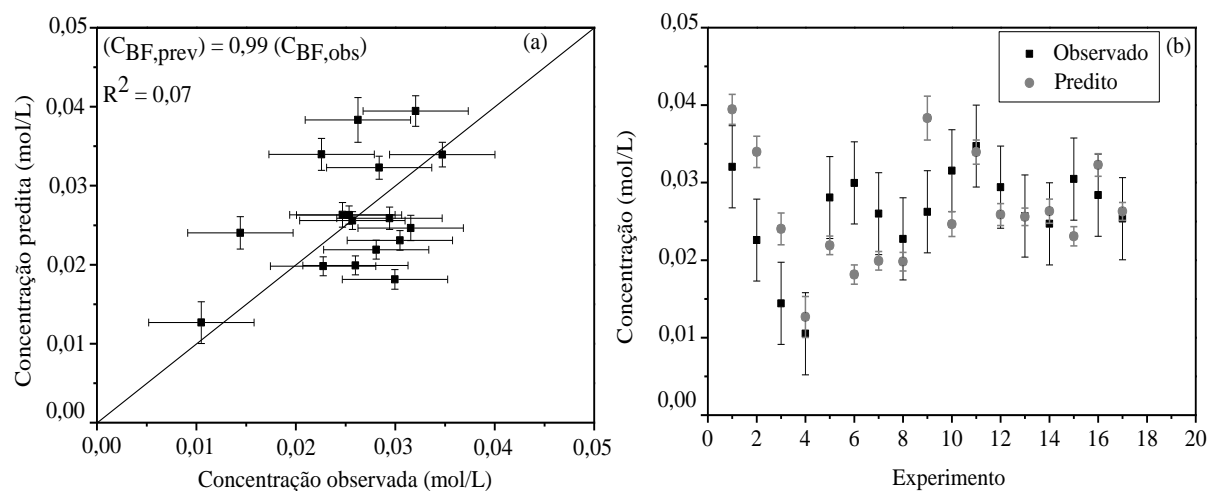 (C_BF,prev) = 0,99 (C_BF,obs)
R² = 0,07
(a)
0,05
0,04
0,03
0,02
0,01
0,00
Concentração predita (mol/L)
0,00 0,01 0,02 0,03 0,04 0,05
Concentração observada (mol/L)
Observado
Predito
(b)
0,05
0,04
0,03
0,02
0,01
0,00
Concentração (mol/L)
0 2 4 6 8 10 12 14 16 18 20
Experimento